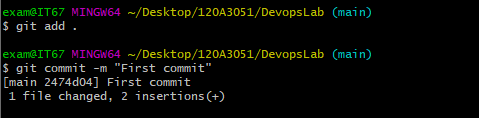 exam@IT67 MINGW64 ~/Desktop/120A3051/DevopsLab (main)
$ git add .
exam@IT67 MINGW64 ~/Desktop/120A3051/DevopsLab (main)
$ git commit -m "First commit"
[main 2474d04] First commit
 1 file changed, 2 insertions(+)